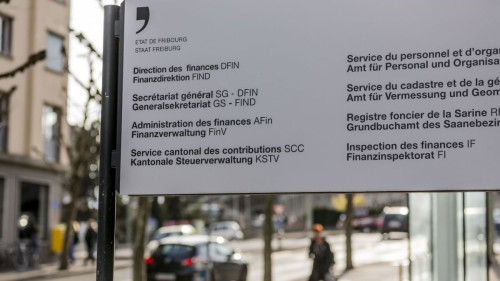 ETAT DE FRIBOURG
STAAT FREIBURG
Direction des finances DFIN
Finanzdirektion FIND
Secrétariat général SG - DFIN
Generalsekretariat GS - FIND
Administration des finances AFin
Finanzverwaltung FinV
Service cantonal des contributions SCC
Kantonale Steuerverwaltung KSTV
Service du personnel et d'orga
Amt für Personal und Organisa
Service du cadastre et de la gé
Amt für Vermessung und Geom
Registre foncier de la Sarine
Grundbuchamt des Saanebezir
Inspection des finances IF
Finanzinspektorat FI